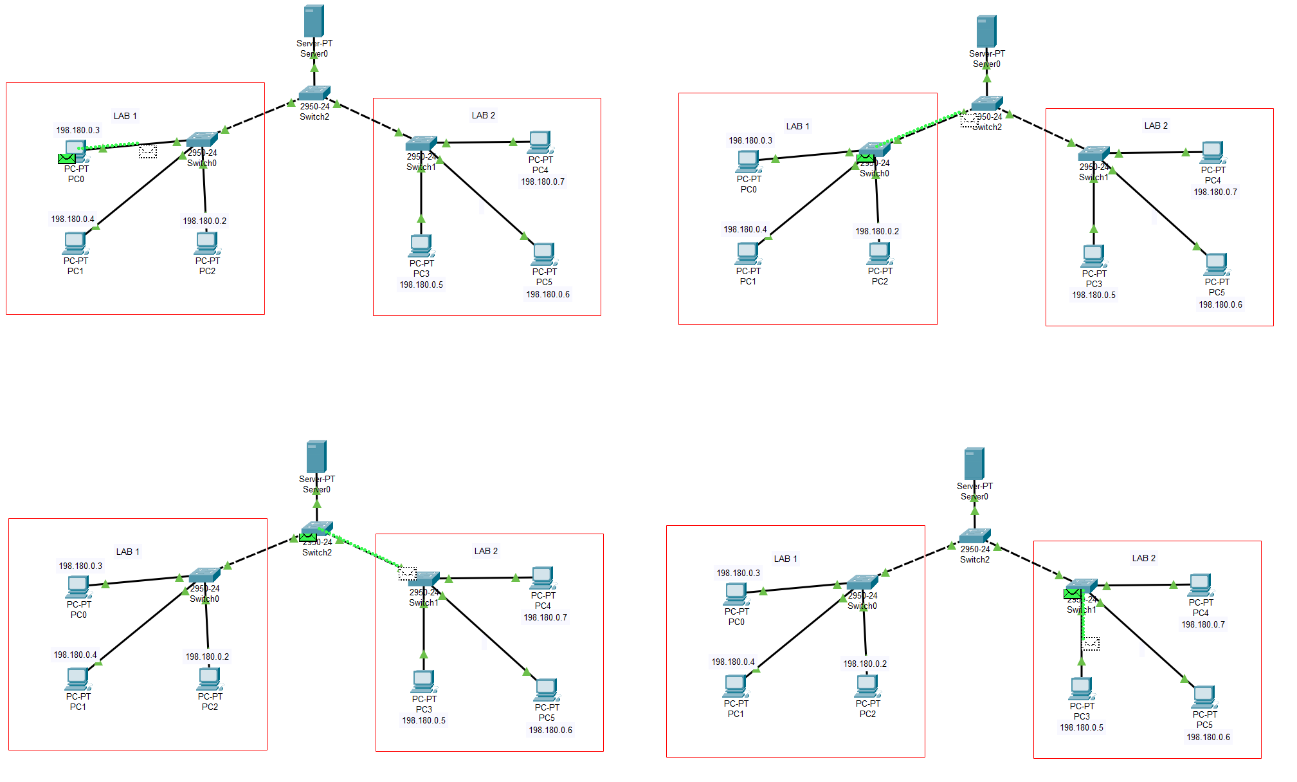 Server-PT
Server0
2950-24
Switch2
LAB 1
198.180.0.3
PC-PT
PC0
2950-24
Switch0
198.180.0.4
PC-PT
PC1
198.180.0.2
PC-PT
PC2
LAB 2
2950-24
Switch1
PC-PT
PC4
198.180.0.7
PC-PT
PC3
198.180.0.5
PC-PT
PC5
198.180.0.6
Server-PT
Server0
2950-24
Switch2
LAB 1
198.180.0.3
PC-PT
PC0
2950-24
Switch0
198.180.0.4
PC-PT
PC1
198.180.0.2
PC-PT
PC2
LAB 2
2950-24
Switch1
PC-PT
PC4
198.180.0.7
PC-PT
PC3
198.180.0.5
PC-PT
PC5
198.180.0.6
Server-PT
Server0
2950-24
Switch2
LAB 1
198.180.0.3
PC-PT
PC0
2950-24
Switch0
198.180.0.4
PC-PT
PC1
198.180.0.2
PC-PT
PC2
LAB 2
2950-24
Switch1
PC-PT
PC4
198.180.0.7
PC-PT
PC3
198.180.0.5
PC-PT
PC5
198.180.0.6
Server-PT
Server0
2950-24
Switch2
LAB 1
198.180.0.3
PC-PT
PC0
2950-24
Switch0
198.180.0.4
PC-PT
PC1
198.180.0.2
PC-PT
PC2
LAB 2
2950-24
Switch1
PC-PT
PC4
198.180.0.7
PC-PT
PC3
198.180.0.5
PC-PT
PC5
198.180.0.6